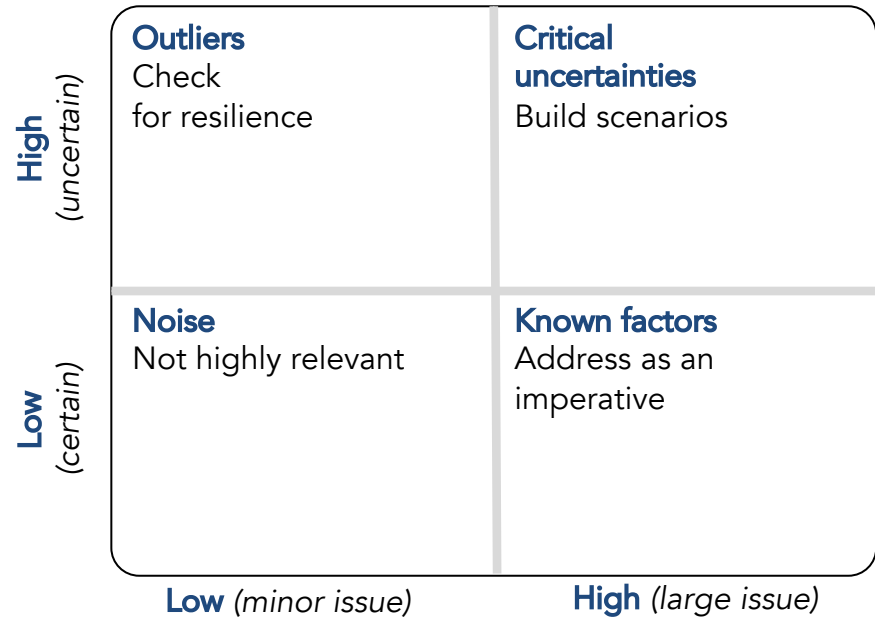 High
(uncertain)
Outliers
Check
for resilience
Critical
uncertainties
Build scenarios
Low
(certain)
Noise
Not highly relevant
Known factors
Address as an
imperative
Low (minor issue)
High (large issue)